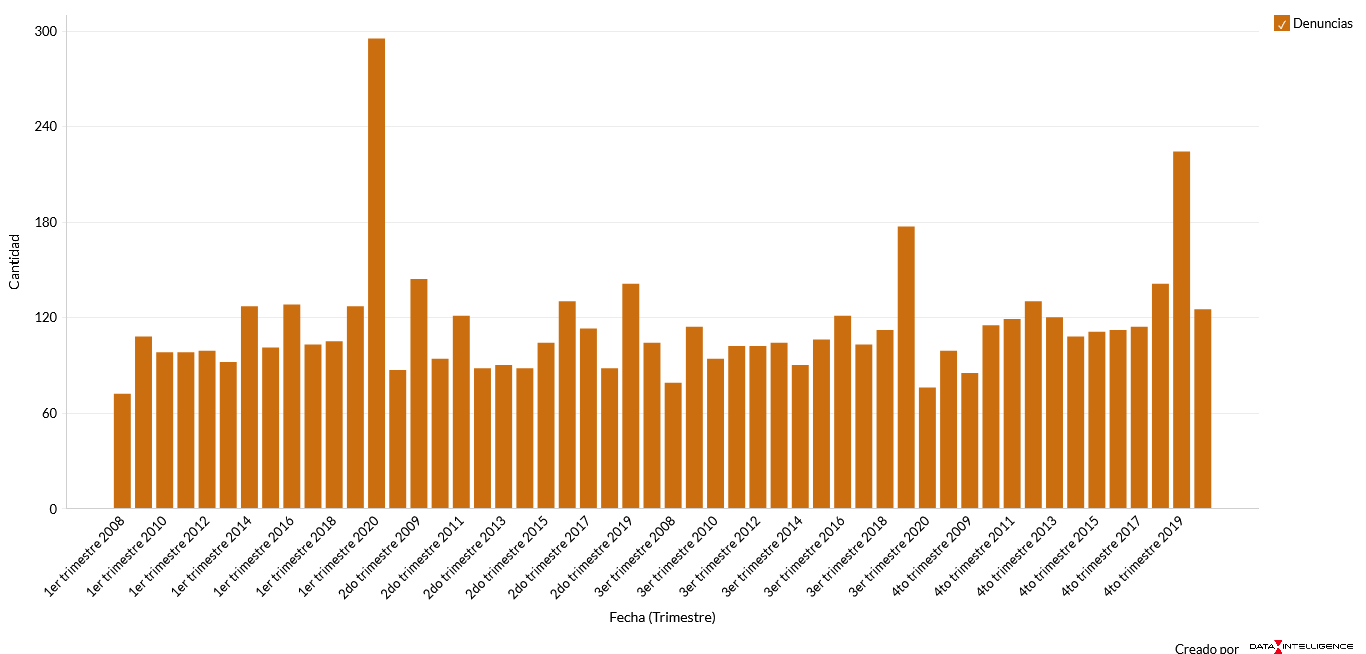 Denuncias
300
240
180
120
60
0
Cantidad
1er trimestre 2008
1er trimestre 2010
1er trimestre 2012
1er trimestre 2014
1er trimestre 2016
1er trimestre 2018
1er trimestre 2020
2do trimestre 2009
2do trimestre 2011
2do trimestre 2013
2do trimestre 2015
2do trimestre 2017
2do trimestre 2019
3er trimestre 2008
3er trimestre 2010
3er trimestre 2012
3er trimestre 2014
3er trimestre 2016
3er trimestre 2018
3er trimestre 2020
4to trimestre 2009
4to trimestre 2011
4to trimestre 2013
4to trimestre 2015
4to trimestre 2017
4to trimestre 2019
Fecha (Trimestre)
Creado por DATA INTELLIGENCE